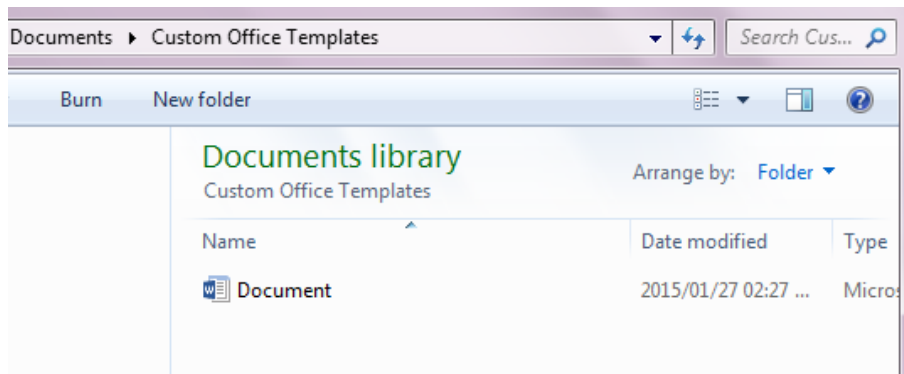 Documents ▸ Custom Office Templates Search Cus...
Burn New folder
Documents library
Custom Office Templates
Arrange by: Folder
Name Date modified Type
Document 2015/01/27 02:27 ... Micros